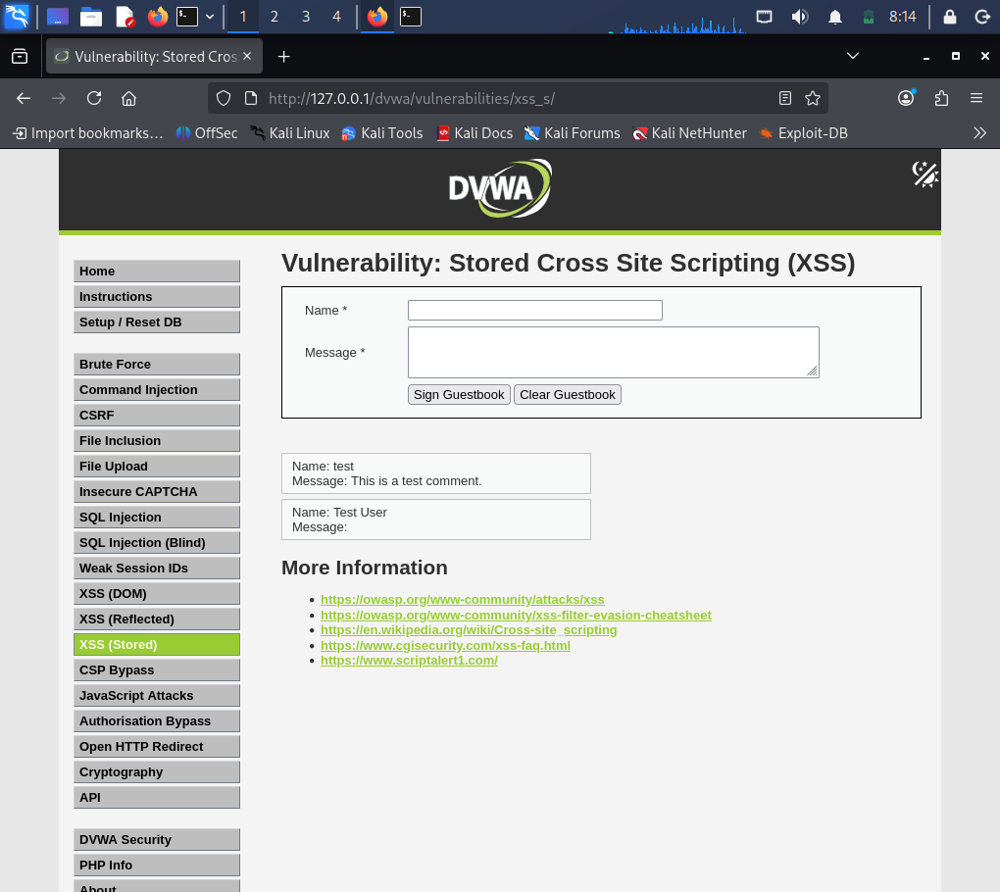 1 2 3 4 8:14
Vulnerability: Stored Cros
http://127.0.0.1/dvwa/vulnerabilities/xss_s/
Import bookmarks… OffSec Kali Linux Kali Tools Kali Docs Kali Forums Kali NetHunter Exploit-DB
DVWA
Vulnerability: Stored Cross Site Scripting (XSS)
Home
Instructions
Setup / Reset DB
Brute Force
Command Injection
CSRF
File Inclusion
File Upload
Insecure CAPTCHA
SQL Injection
SQL Injection (Blind)
Weak Session IDs
XSS (DOM)
XSS (Reflected)
XSS (Stored)
CSP Bypass
JavaScript Attacks
Authorisation Bypass
Open HTTP Redirect
Cryptography
API
DVWA Security
PHP Info
About
Name *
Message *
Sign Guestbook Clear Guestbook
Name: test
Message: This is a test comment.
Name: Test User
Message:
More Information
https://owasp.org/www-community/attacks/xss
https://owasp.org/www-community/xss-filter-evasion-cheatsheet
https://en.wikipedia.org/wiki/Cross-site_scripting
https://www.cgisecurity.com/xss-faq.html
https://www.scriptalert1.com/